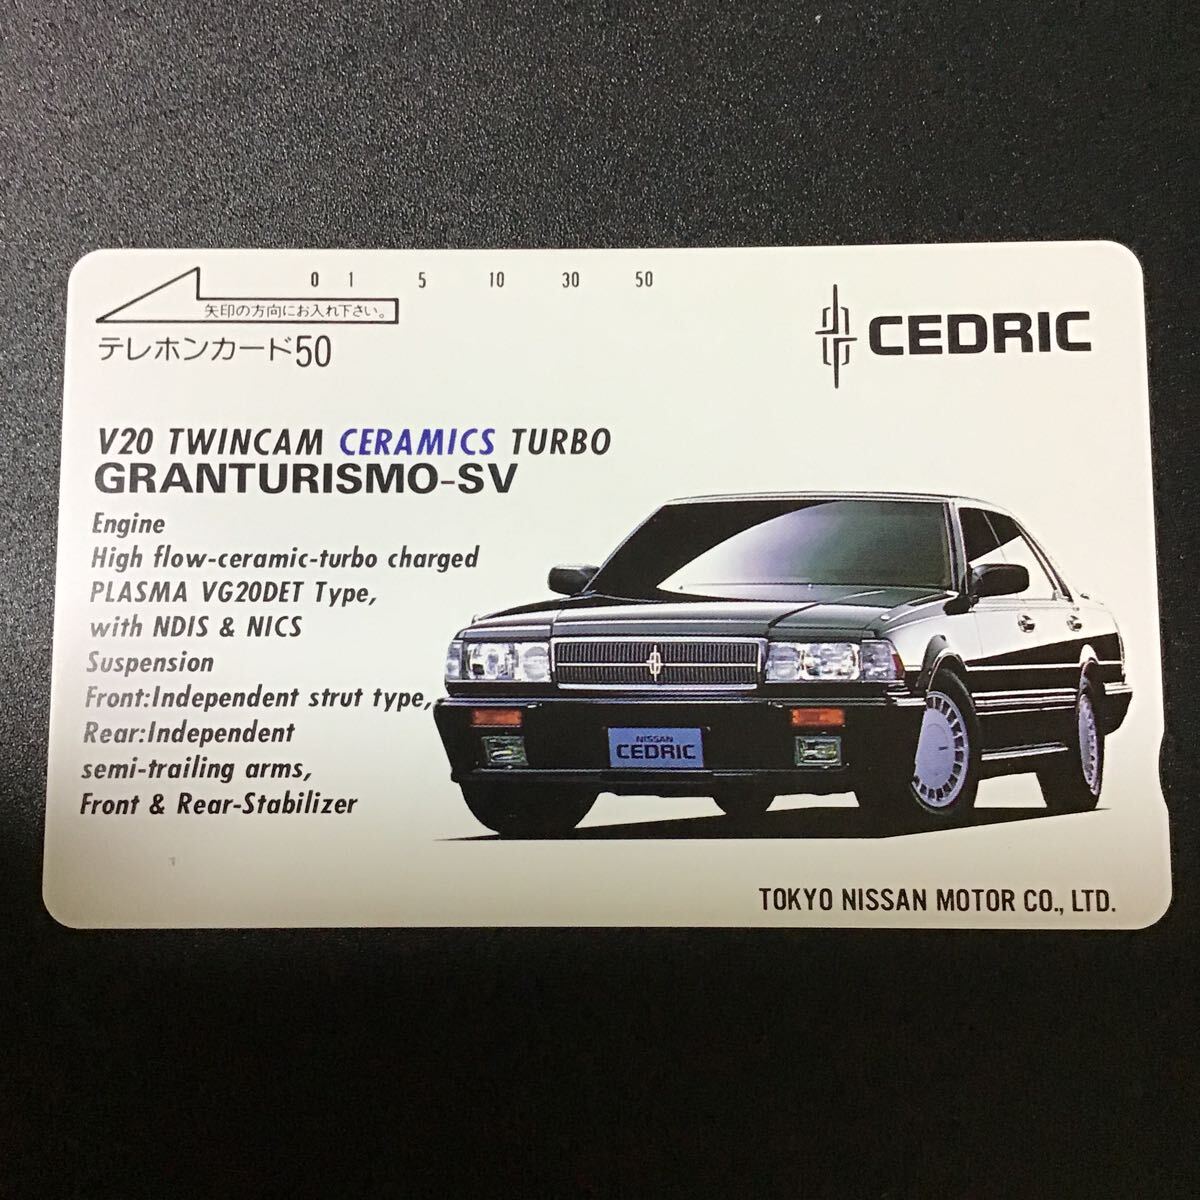 0 1 5 10 30 50
矢印の方向にお入れ下さい。
テレホンカード50
CEDRIC
V20 TWINCAM CERAMICS TURBO
GRANTURISMO-SV
Engine
High flow-ceramic-turbo charged
PLASMA VG20DET Type,
with NDIS & NICS
Suspension
Front:Independent strut type,
Rear:Independent
semi-trailing arms,
Front & Rear-Stabilizer
NISSAN
CEDRIC
1
TOKYO NISSAN MOTOR CO., LTD.